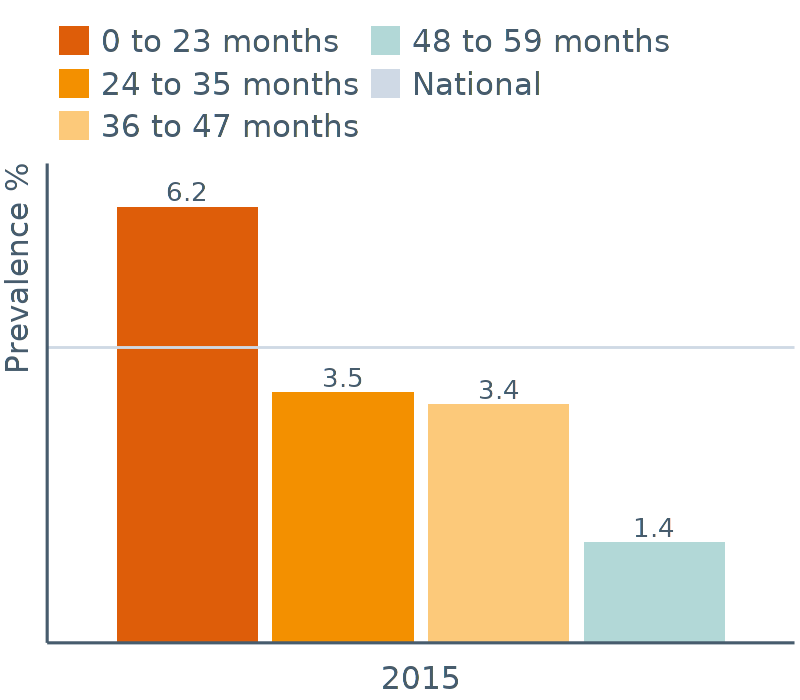 0 to 23 months
24 to 35 months
36 to 47 months
48 to 59 months
National
Prevalence %
6.2
3.5
3.4
1.4
2015